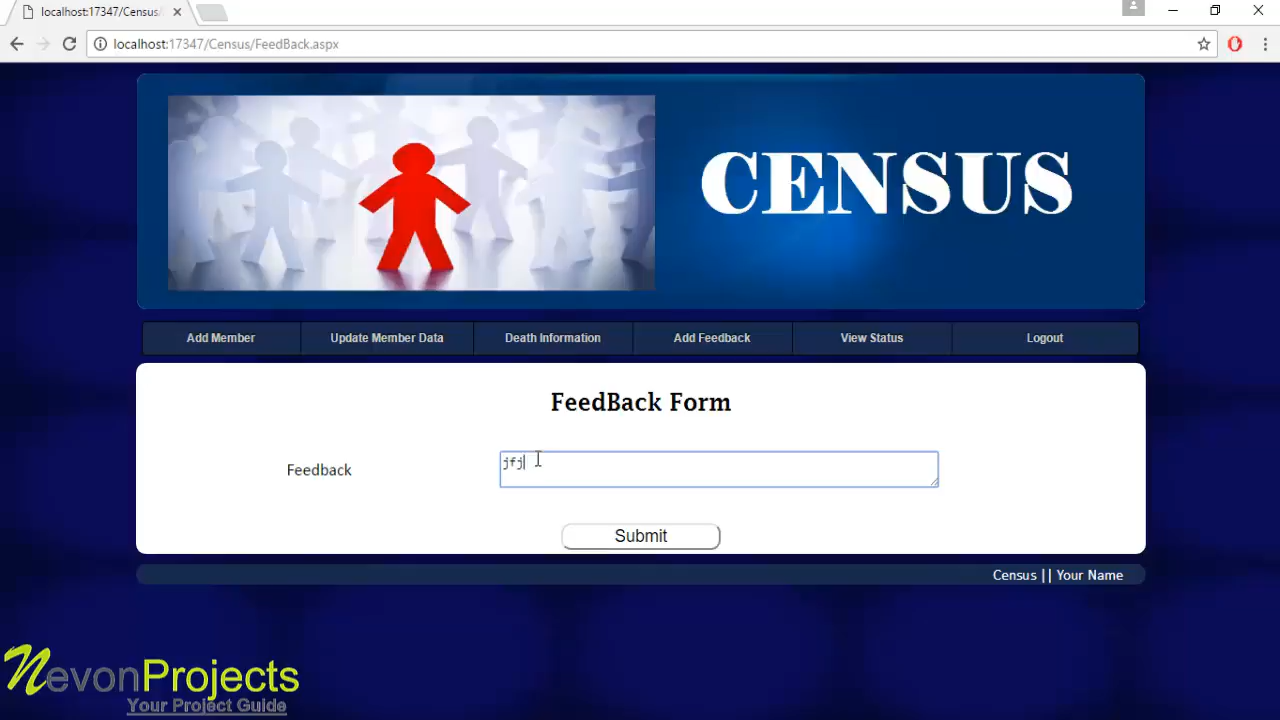 localhost:17347/Census/
localhost:17347/Census/FeedBack.aspx
CENSUS
Add Member Update Member Data Death Information Add Feedback View Status Logout
FeedBack Form
Feedback jfj
Submit
Census || Your Name
NevonProjects
Your Project Guide